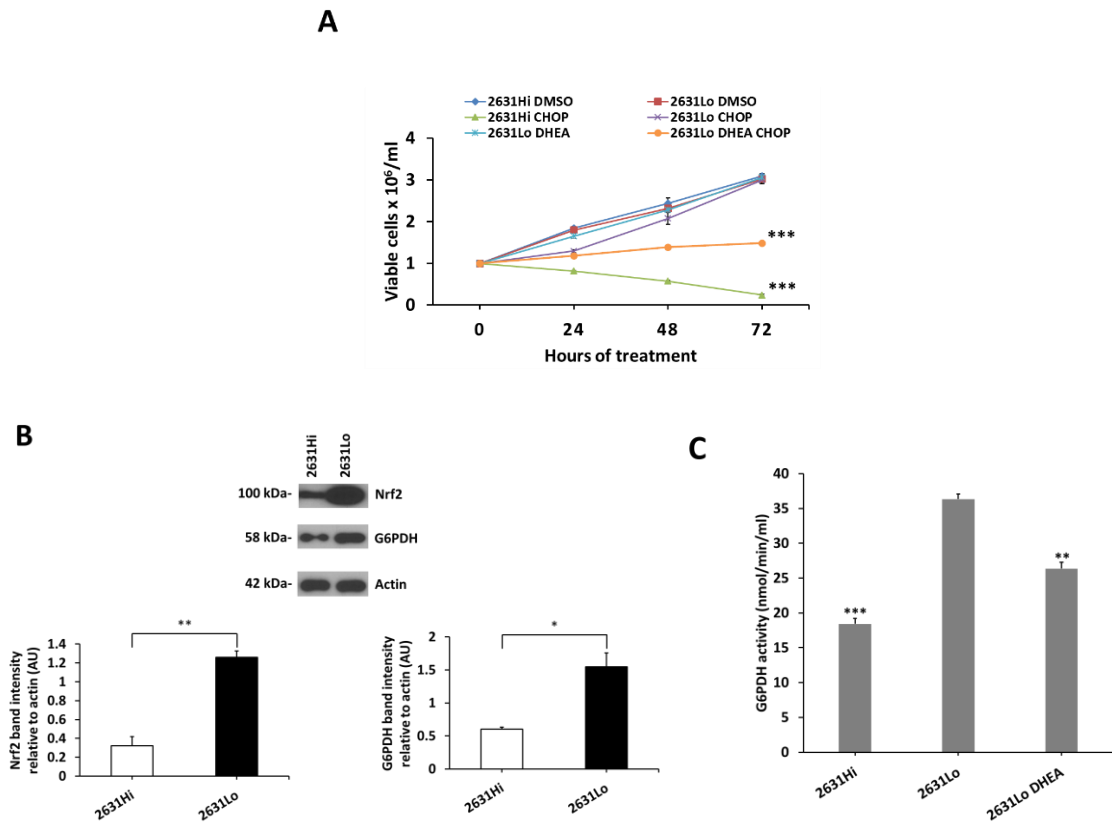 A
2631Hi DMSO
2631Lo DMSO
2631Hi CHOP
2631Lo CHOP
2631Lo DHEA
2631Lo DHEA CHOP
Viable cells x 10⁶/ml
4
3
2
1
0
***
***
0 24 48 72
Hours of treatment
B
2631Hi
2631Lo
100 kDa- Nrf2
58 kDa- G6PDH
42 kDa- Actin
Nrf2 band intensity
relative to actin (AU)
1.4
1.2
1
0.8
0.6
0.4
0.2
0
**
2631Hi
2631Lo
G6PDH band intensity
relative to actin (AU)
2
1.5
1
0.5
0
*
2631Hi
2631Lo
C
G6PDH activity (nmol/min/ml)
40
35
30
25
20
15
10
5
0
***
**
2631Hi
2631Lo
2631Lo DHEA